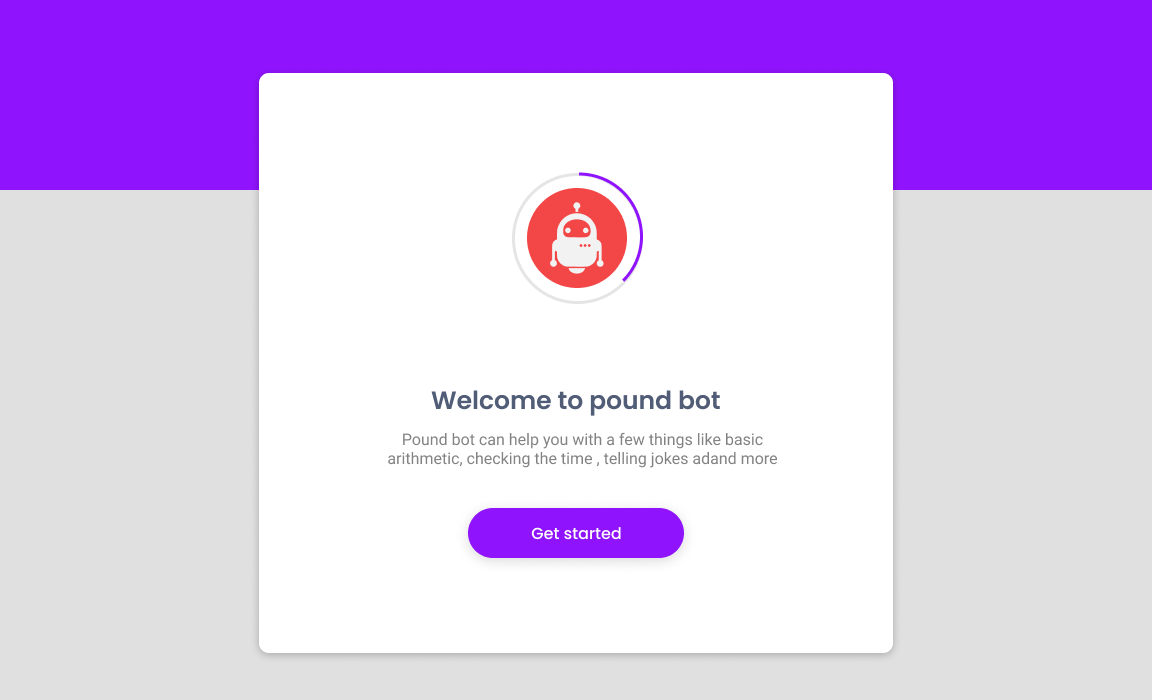 Welcome to pound bot
Pound bot can help you with a few things like basic
arithmetic, checking the time , telling jokes adand more
Get started